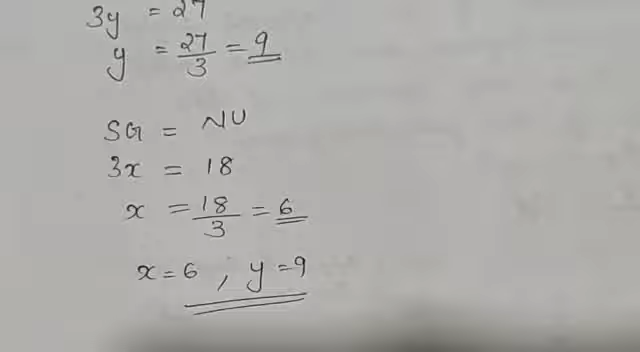 3y = 27
y = 27/3 = 9
SG = NU
3x = 18
x = 18/3 = 6
x = 6 , y = 9